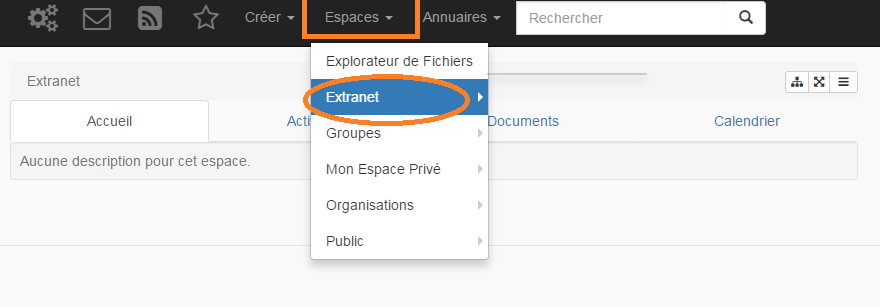 Créer Espaces Annuaires Rechercher
Explorateur de Fichiers
Extranet
Extranet
Accueil Acti Documents Calendrier
Groupes
Aucune description pour cet espace.
Mon Espace Privé
Organisations
Public